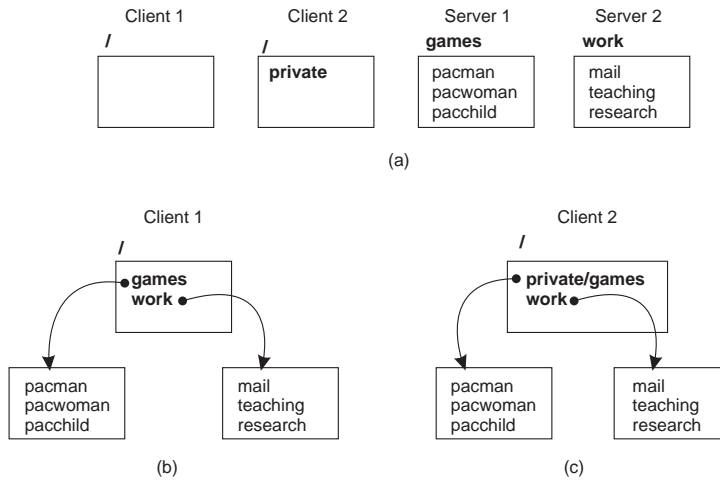 Client 1
Client 2
Server 1
Server 2
/
/
games
work
private
pacman
pacwoman
pacchild
mail
teaching
research
(a)
Client 1
/
games
work
pacman
pacwoman
pacchild
mail
teaching
research
(b)
Client 2
/
private/games
work
pacman
pacwoman
pacchild
mail
teaching
research
(c)